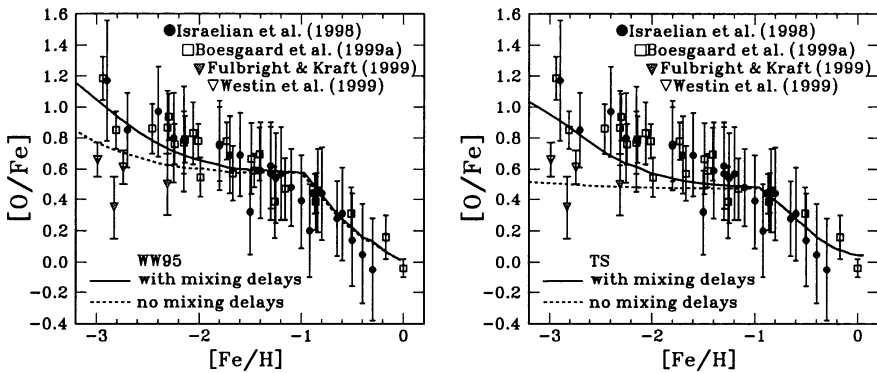 1.6
1.4
1.2
1.0
0.8
0.6
0.4
0.2
0.0
−0.2
−0.4
[O/Fe]
Israelian et al. (1998)
Boesgaard et al. (1999a)
Fulbright & Kraft (1999)
Westin et al. (1999)
WW95
with mixing delays
no mixing delays
−3
−2
−1
0
[Fe/H]
1.6
1.4
1.2
1.0
0.8
0.6
0.4
0.2
0.0
−0.2
−0.4
[O/Fe]
Israelian et al. (1998)
Boesgaard et al. (1999a)
Fulbright & Kraft (1999)
Westin et al. (1999)
TS
with mixing delays
no mixing delays
−3
−2
−1
0
[Fe/H]